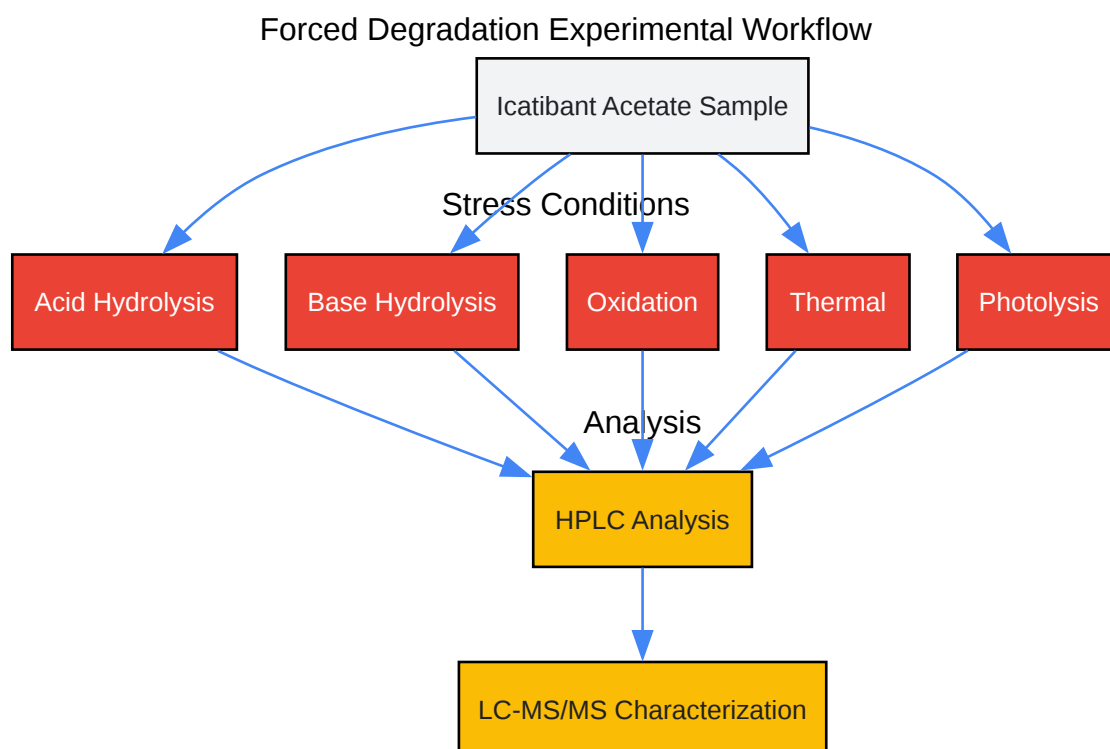 Forced Degradation Experimental Workflow
Icatibant Acetate Sample
Stress Conditions
Acid Hydrolysis
Base Hydrolysis
Oxidation
Thermal
Photolysis
Analysis
HPLC Analysis
LC-MS/MS Characterization